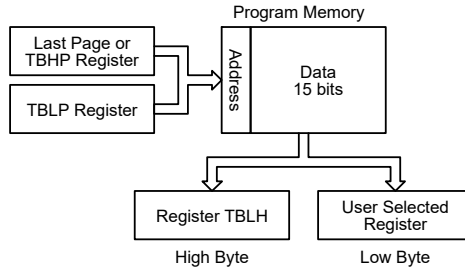 Program Memory
Last Page or
TBHP Register
TBLP Register
Address
Data
15 bits
Register TBLH
User Selected
Register
High Byte
Low Byte